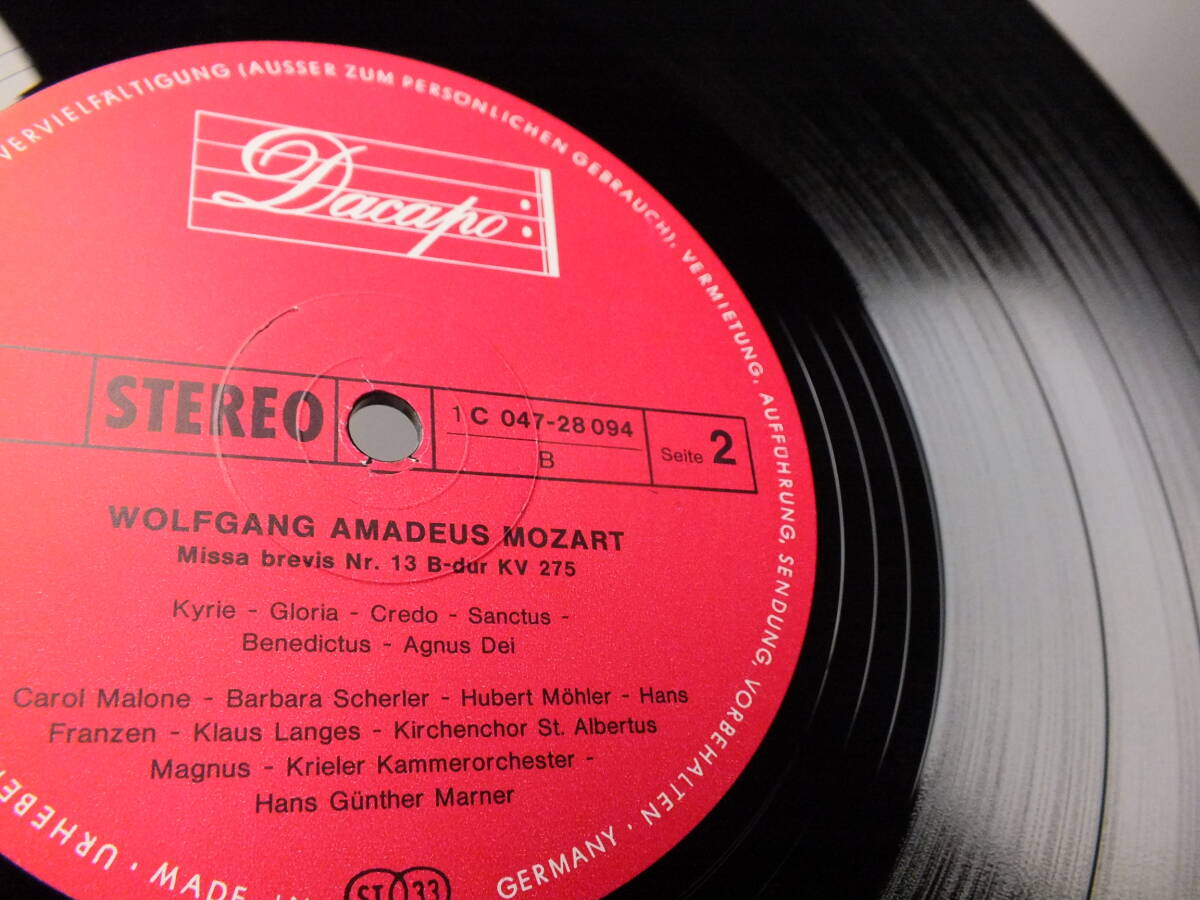 VERVIELFÄLTIGUNG (AUSSER ZUM PERSÖNLICHEN GEBRAUCH), VERMIETUNG, AUFFÜHRUNG, SENDUNG, VORBEHALTEN ·
Dacapo
STEREO
1 C 047-28 094
B
Seite 2
WOLFGANG AMADEUS MOZART
Missa brevis Nr. 13 B-dur KV 275
Kyrie - Gloria - Credo - Sanctus -
Benedictus - Agnus Dei
Carol Malone - Barbara Scherler - Hubert Möhler - Hans
Franzen - Klaus Langes - Kirchenchor St. Albertus
Magnus - Krieler Kammerorchester -
Hans Günther Marner
· MADE
GERMANY
ST 33